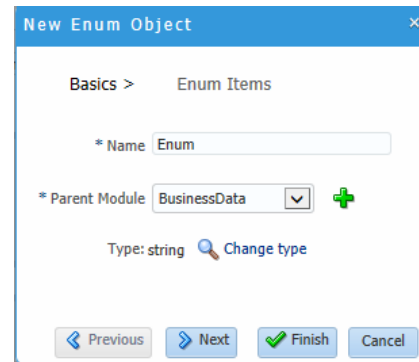 New Enum Object ×
Basics > Enum Items
* Name Enum
* Parent Module BusinessData
Type: string Change type
Previous Next Finish Cancel